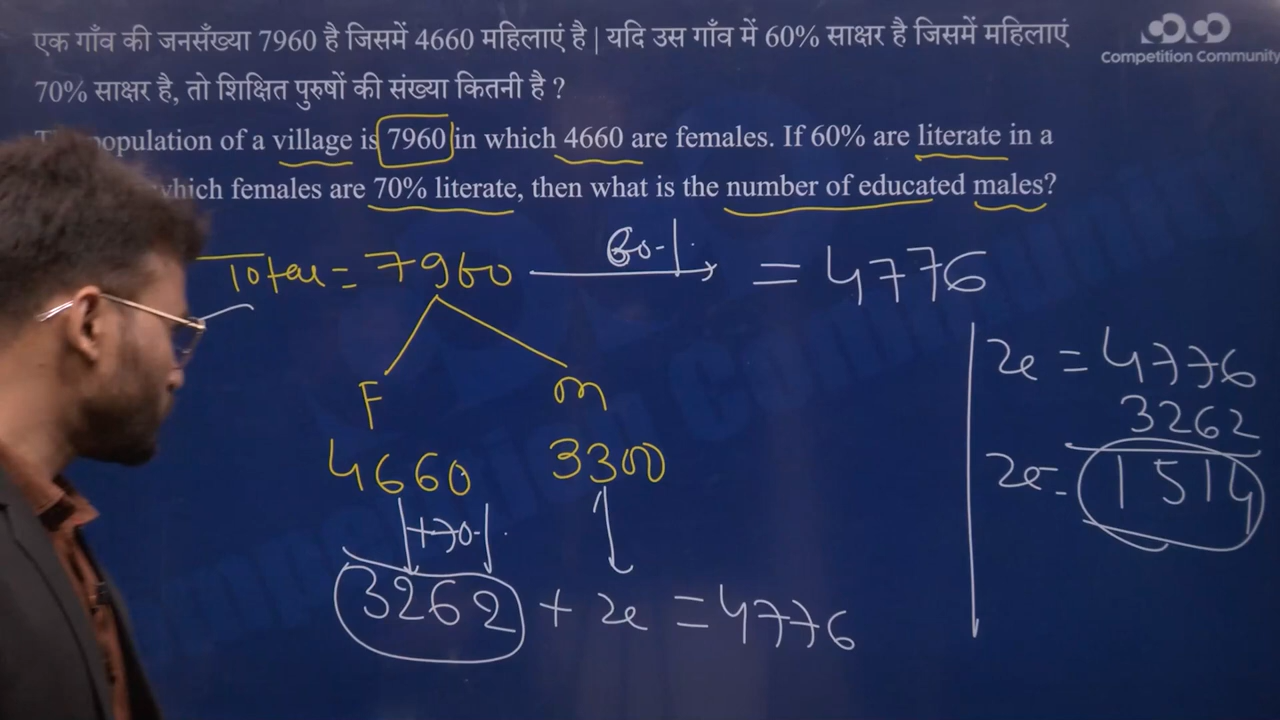 एक गाँव की जनसँख्या 7960 है जिसमें 4660 महिलाएं है | यदि उस गाँव में 60% साक्षर है जिसमें महिलाएं
70% साक्षर है, तो शिक्षित पुरुषों की संख्या कितनी है ?
Competition Community
population of a village is 7960 in which 4660 are females. If 60% are literate in a
which females are 70% literate, then what is the number of educated males?
Total = 7960 60% = 4776
F m
4660 3300
70%
3262 + x = 4776
x = 4776
3262
x = 1514